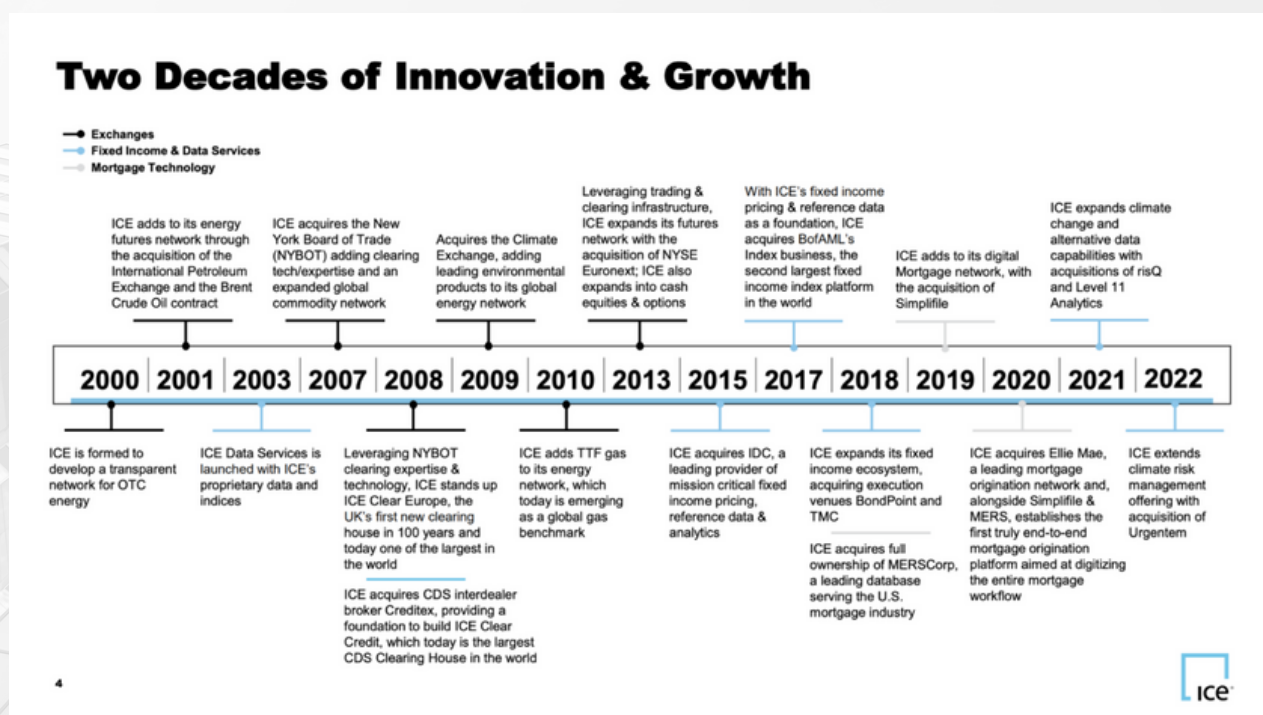 Two Decades of Innovation & Growth
Exchanges
Fixed Income & Data Services
Mortgage Technology
ICE adds to its energy
futures network through
the acquisition of the
International Petroleum
Exchange and the Brent
Crude Oil contract
ICE acquires the New
York Board of Trade
(NYBOT) adding clearing
tech/expertise and an
expanded global
commodity network
Acquires the Climate
Exchange, adding
leading environmental
products to its global
energy network
Leveraging trading &
clearing infrastructure,
ICE expands its futures
network with the
acquisition of NYSE
Euronext; ICE also
expands into cash
equities & options
With ICE's fixed income
pricing & reference data
as a foundation, ICE
acquires BofAML's
Index business, the
second largest fixed
income index platform
in the world
ICE adds to its digital
Mortgage network, with
the acquisition of
Simplifile
ICE expands climate
change and
alternative data
capabilities with
acquisitions of risQ
and Level 11
Analytics
2000 2001 2003 2007 2008 2009 2010 2013 2015 2017 2018 2019 2020 2021 2022
ICE is formed to
develop a transparent
network for OTC
energy
ICE Data Services is
launched with ICE's
proprietary data and
indices
Leveraging NYBOT
clearing expertise &
technology, ICE stands up
ICE Clear Europe, the
UK's first new clearing
house in 100 years and
today one of the largest in
the world
ICE acquires CDS interdealer
broker Creditex, providing a
foundation to build ICE Clear
Credit, which today is the largest
CDS Clearing House in the world
ICE adds TTF gas
to its energy
network, which
today is emerging
as a global gas
benchmark
ICE acquires IDC, a
leading provider of
mission critical fixed
income pricing,
reference data &
analytics
ICE expands its fixed
income ecosystem,
acquiring execution
venues BondPoint and
TMC
ICE acquires full
ownership of MERSCorp,
a leading database
serving the U.S.
mortgage industry
ICE acquires Ellie Mae,
a leading mortgage
origination network and,
alongside Simplifile &
MERS, establishes the
first truly end-to-end
mortgage origination
platform aimed at digitizing
the entire mortgage
workflow
ICE extends
climate risk
management
offering with
acquisition of
Urgentem
4
ice